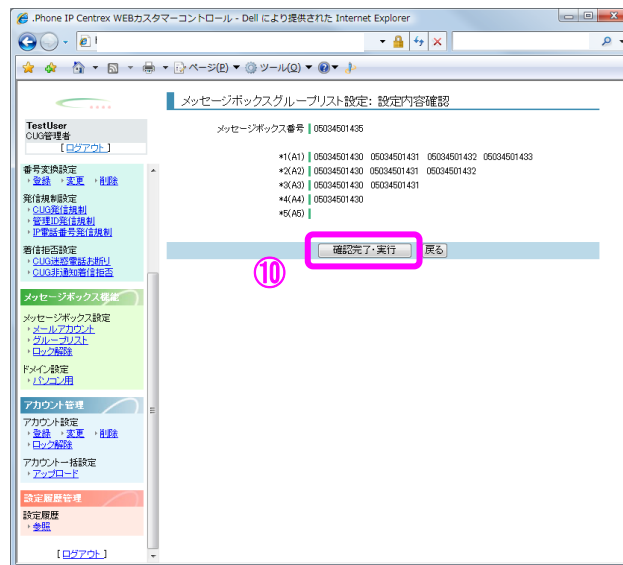 .Phone IP Centrex WEBカスタマーコントロール - Dell により提供された Internet Explorer
ページ(P) ツール(O)
メッセージボックスグループリスト設定: 設定内容確認
TestUser
CUG管理者
[ログアウト]
番号変換設定
登録 変更 削除
発信規制設定
CUG発信規制
管理ID発信規制
IP電話番号発信規制
着信拒否設定
CUG迷惑電話お断り
CUG非通知着信拒否
メッセージボックス機能
メッセージボックス設定
メールアカウント
グループリスト
ロック解除
ドメイン設定
パソコン用
アカウント管理
アカウント設定
登録 変更 削除
ロック解除
アカウント一括設定
アップロード
設定履歴管理
設定履歴
参照
[ログアウト]
メッセージボックス番号 05034501435
*1(A1) 05034501430 05034501431 05034501432 05034501433
*2(A2) 05034501430 05034501431 05034501432
*3(A3) 05034501430 05034501431
*4(A4) 05034501430
*5(A5)
確認完了・実行 戻る
⑩